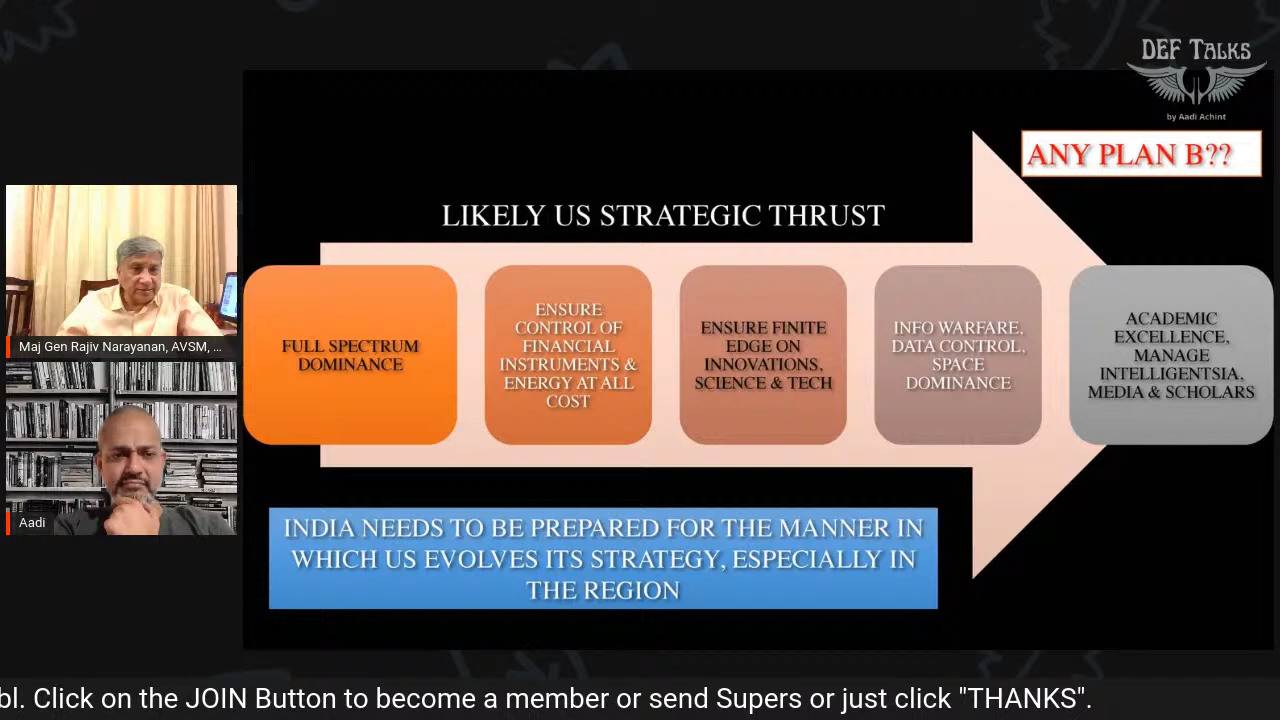 DEF TALKS
by Aadi Achint
ANY PLAN B??
LIKELY US STRATEGIC THRUST
FULL SPECTRUM
DOMINANCE
ENSURE
CONTROL OF
FINANCIAL
INSTRUMENTS &
ENERGY AT ALL
COST
ENSURE FINITE
EDGE ON
INNOVATIONS,
SCIENCE & TECH
INFO WARFARE,
DATA CONTROL,
SPACE
DOMINANCE
ACADEMIC
EXCELLENCE,
MANAGE
INTELLIGENTSIA,
MEDIA & SCHOLARS
INDIA NEEDS TO BE PREPARED FOR THE MANNER IN
WHICH US EVOLVES ITS STRATEGY, ESPECIALLY IN
THE REGION
Maj Gen Rajiv Narayanan, AVSM, ...
Aadi
bl. Click on the JOIN Button to become a member or send Supers or just click "THANKS".